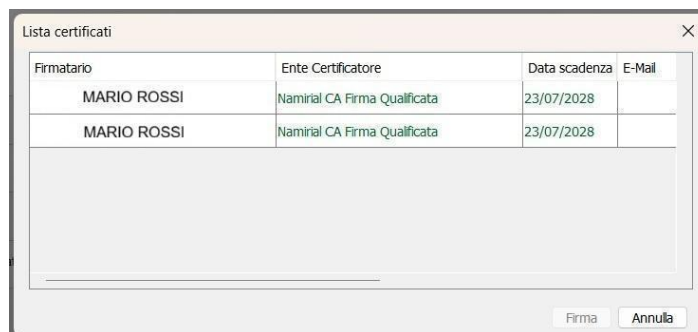 Lista certificati
Firmatario Ente Certificatore Data scadenza E-Mail
MARIO ROSSI Namirial CA Firma Qualificata 23/07/2028
MARIO ROSSI Namirial CA Firma Qualificata 23/07/2028
Firma Annulla